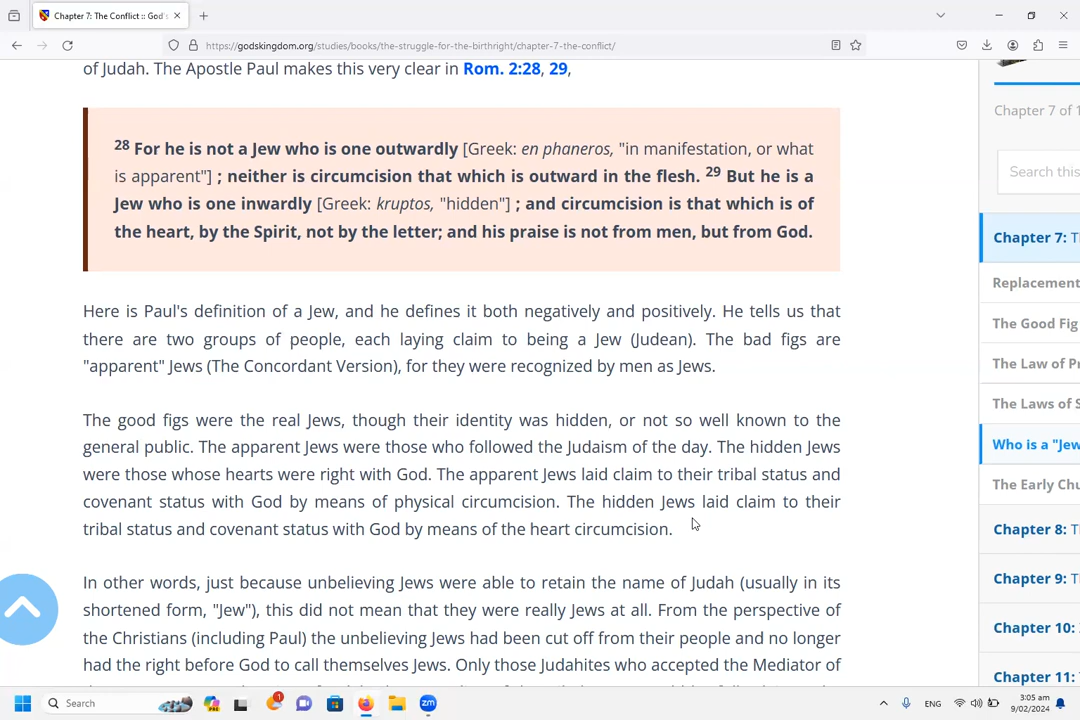 Chapter 7: The Conflict :: God's
https://godskingdom.org/studies/books/the-struggle-for-the-birthright/chapter-7-the-conflict/
of Judah. The Apostle Paul makes this very clear in Rom. 2:28, 29,
28 For he is not a Jew who is one outwardly [Greek: en phaneros, "in manifestation, or what
is apparent"] ; neither is circumcision that which is outward in the flesh. 29 But he is a
Jew who is one inwardly [Greek: kruptos, "hidden"] ; and circumcision is that which is of
the heart, by the Spirit, not by the letter; and his praise is not from men, but from God.
Here is Paul's definition of a Jew, and he defines it both negatively and positively. He tells us that
there are two groups of people, each laying claim to being a Jew (Judean). The bad figs are
"apparent" Jews (The Concordant Version), for they were recognized by men as Jews.
The good figs were the real Jews, though their identity was hidden, or not so well known to the
general public. The apparent Jews were those who followed the Judaism of the day. The hidden Jews
were those whose hearts were right with God. The apparent Jews laid claim to their tribal status and
covenant status with God by means of physical circumcision. The hidden Jews laid claim to their
tribal status and covenant status with God by means of the heart circumcision.
In other words, just because unbelieving Jews were able to retain the name of Judah (usually in its
shortened form, "Jew"), this did not mean that they were really Jews at all. From the perspective of
the Christians (including Paul) the unbelieving Jews had been cut off from their people and no longer
had the right before God to call themselves Jews. Only those Judahites who accepted the Mediator of
Chapter 7 of 1
Search this
Chapter 7: Th
Replacement
The Good Fig
The Law of Pr
The Laws of S
Who is a "Jew
The Early Chu
Chapter 8: Th
Chapter 9: Th
Chapter 10:
Chapter 11:
Search
1
ENG
3:05 am
9/02/2024